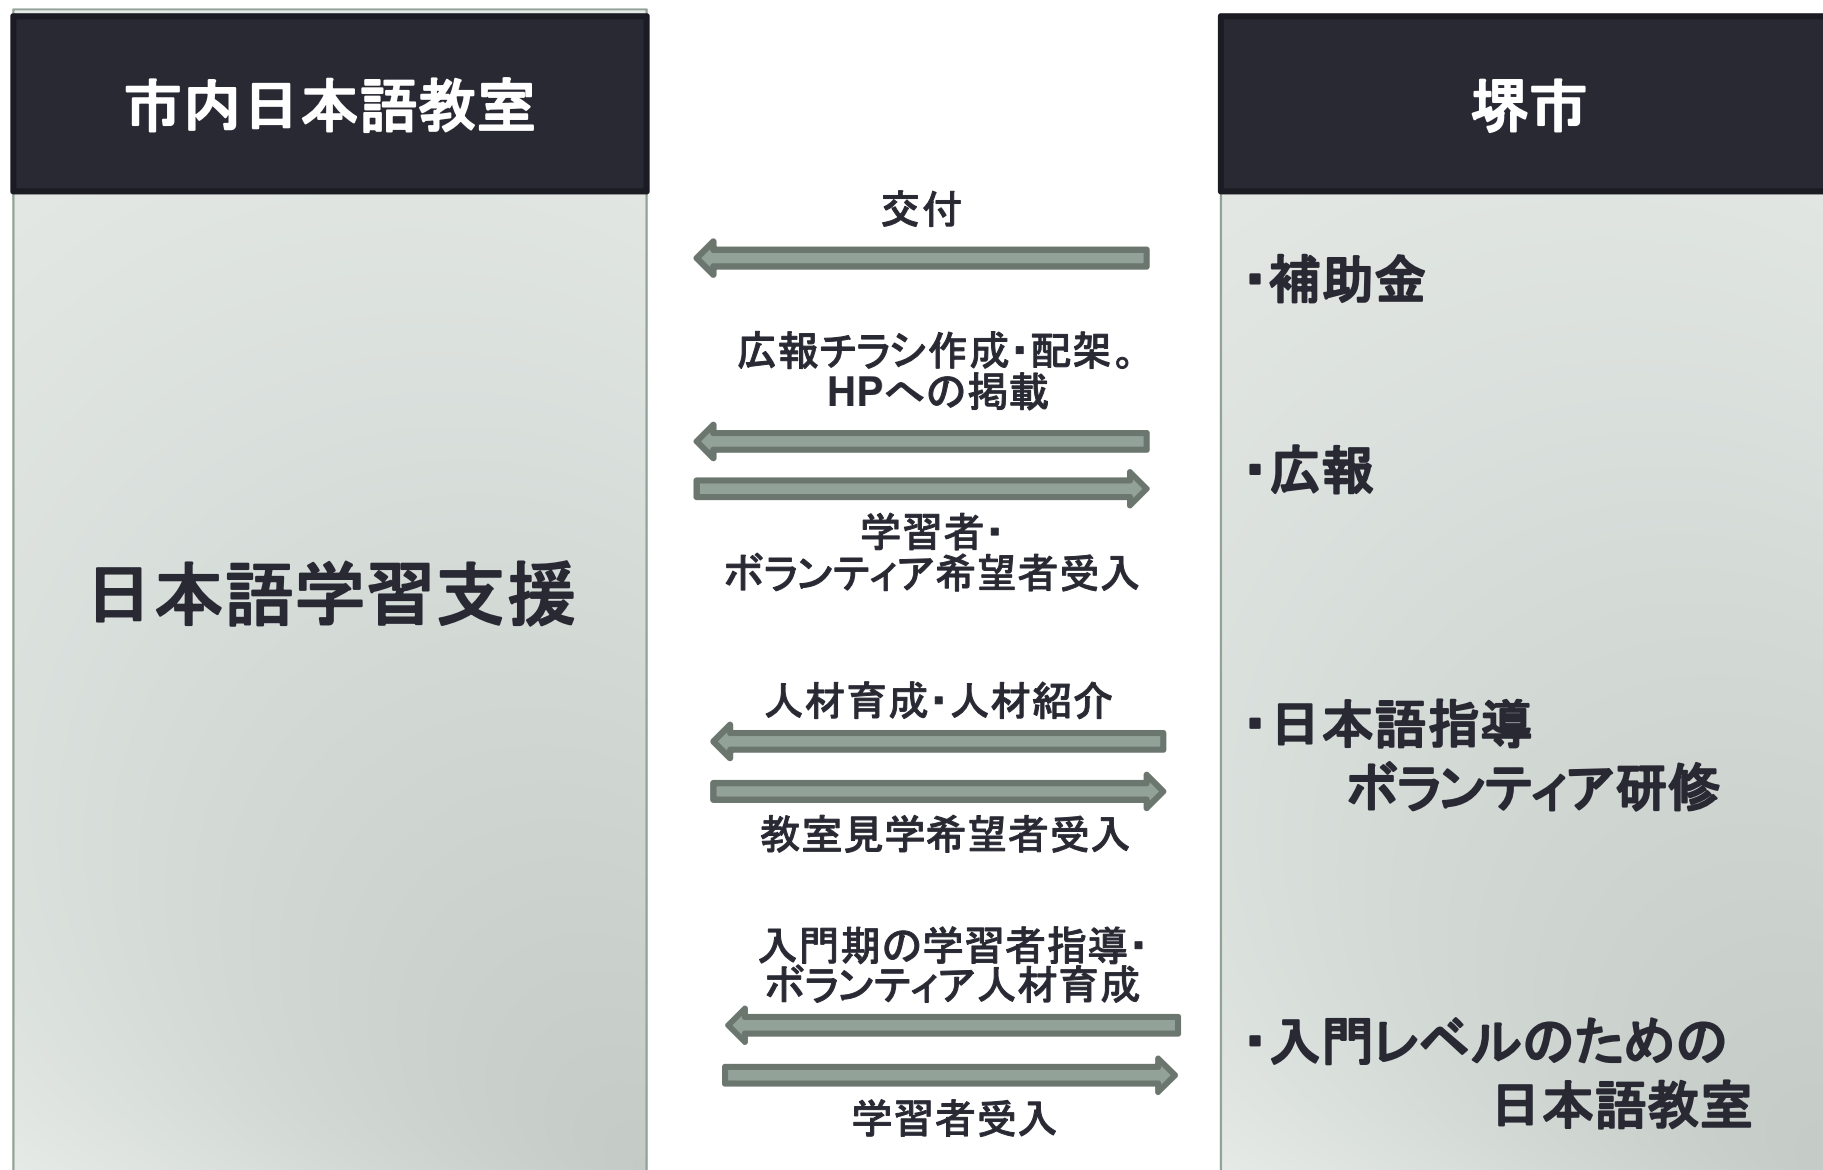 市内日本語教室
堺市
日本語学習支援
交付
広報チラシ作成・配架。
HPへの掲載
学習者・
ボランティア希望者受入
人材育成・人材紹介
教室見学希望者受入
入門期の学習者指導・
ボランティア人材育成
学習者受入
・補助金
・広報
・日本語指導
ボランティア研修
・入門レベルのための
日本語教室